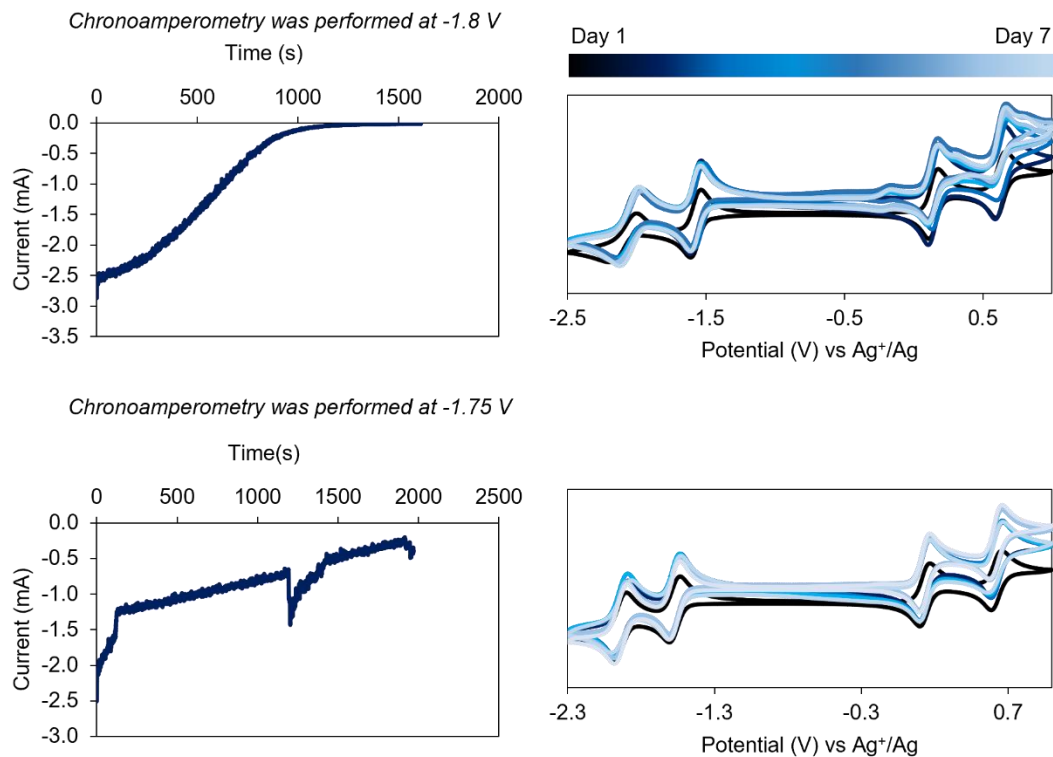 Chronoamperometry was performed at -1.8 V
Time (s)
0 500 1000 1500 2000
0.0
-0.5
-1.0
-1.5
-2.0
-2.5
-3.0
-3.5
Current (mA)
Day 1 Day 7
-2.5 -1.5 -0.5 0.5
Potential (V) vs Ag⁺/Ag
Chronoamperometry was performed at -1.75 V
Time(s)
0 500 1000 1500 2000 2500
0.0
-0.5
-1.0
-1.5
-2.0
-2.5
-3.0
Current (mA)
-2.3 -1.3 -0.3 0.7
Potential (V) vs Ag⁺/Ag